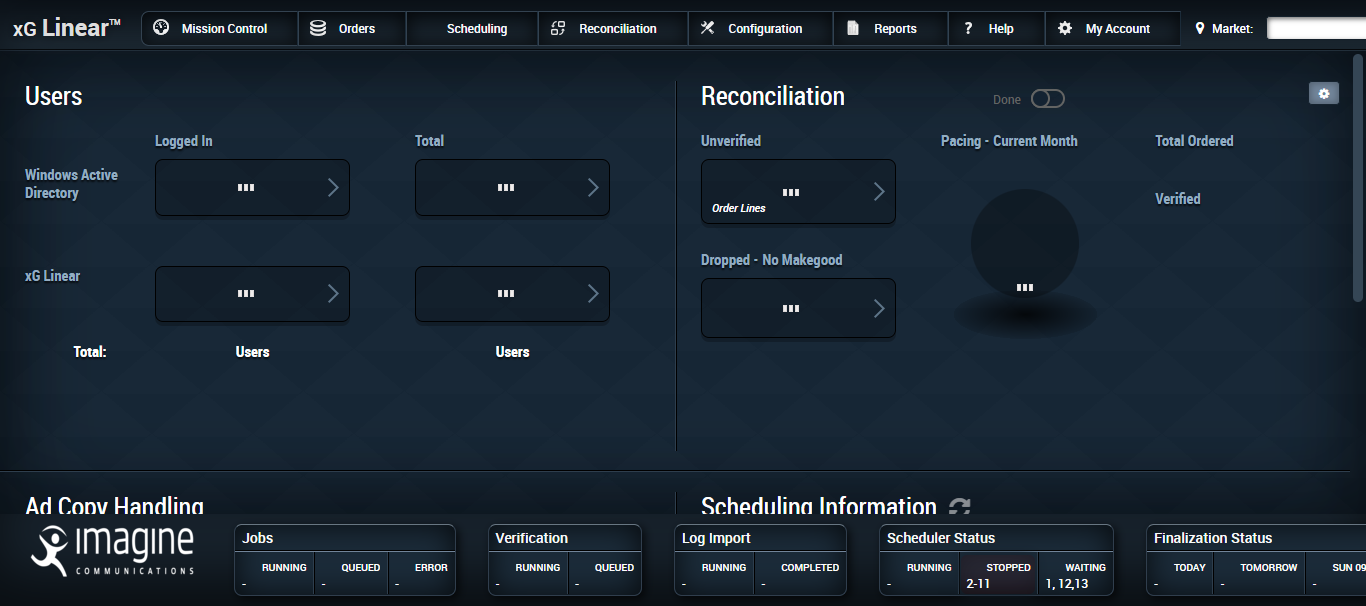 xG Linear™
Mission Control
Orders
Scheduling
Reconciliation
Configuration
Reports
? Help
My Account
Market:
Users
Logged In
Total
Windows Active
Directory
xG Linear
Total:
Users
Users
Reconciliation
Done
Unverified
Order Lines
Dropped - No Makegood
Pacing - Current Month
Total Ordered
Verified
Ad Copy Handling
Scheduling Information
imagine
COMMUNICATIONS
Jobs
RUNNING QUEUED ERROR
- - -
Verification
RUNNING QUEUED
- -
Log Import
RUNNING COMPLETED
- -
Scheduler Status
RUNNING STOPPED WAITING
- 2-11 1, 12,13
Finalization Status
TODAY TOMORROW SUN 09
- - -